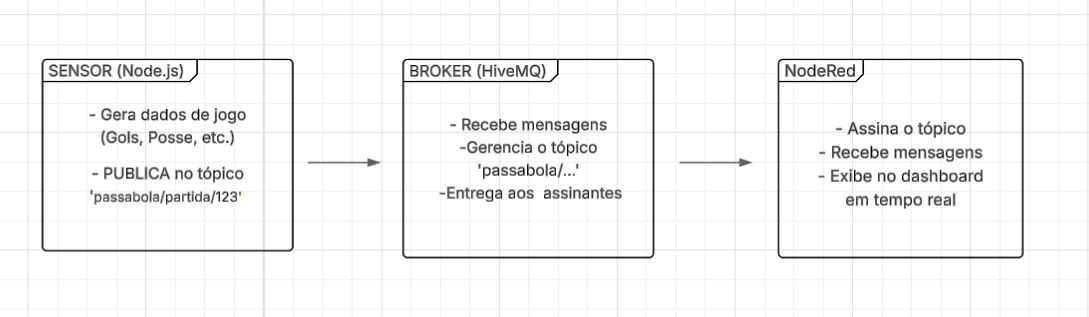 SENSOR (Node.js)
- Gera dados de jogo
(Gols, Posse, etc.)
- PUBLICA no tópico
'passabola/partida/123'
BROKER (HiveMQ)
- Recebe mensagens
-Gerencia o tópico
'passabola/...'
-Entrega aos assinantes
NodeRed
- Assina o tópico
- Recebe mensagens
- Exibe no dashboard
em tempo real